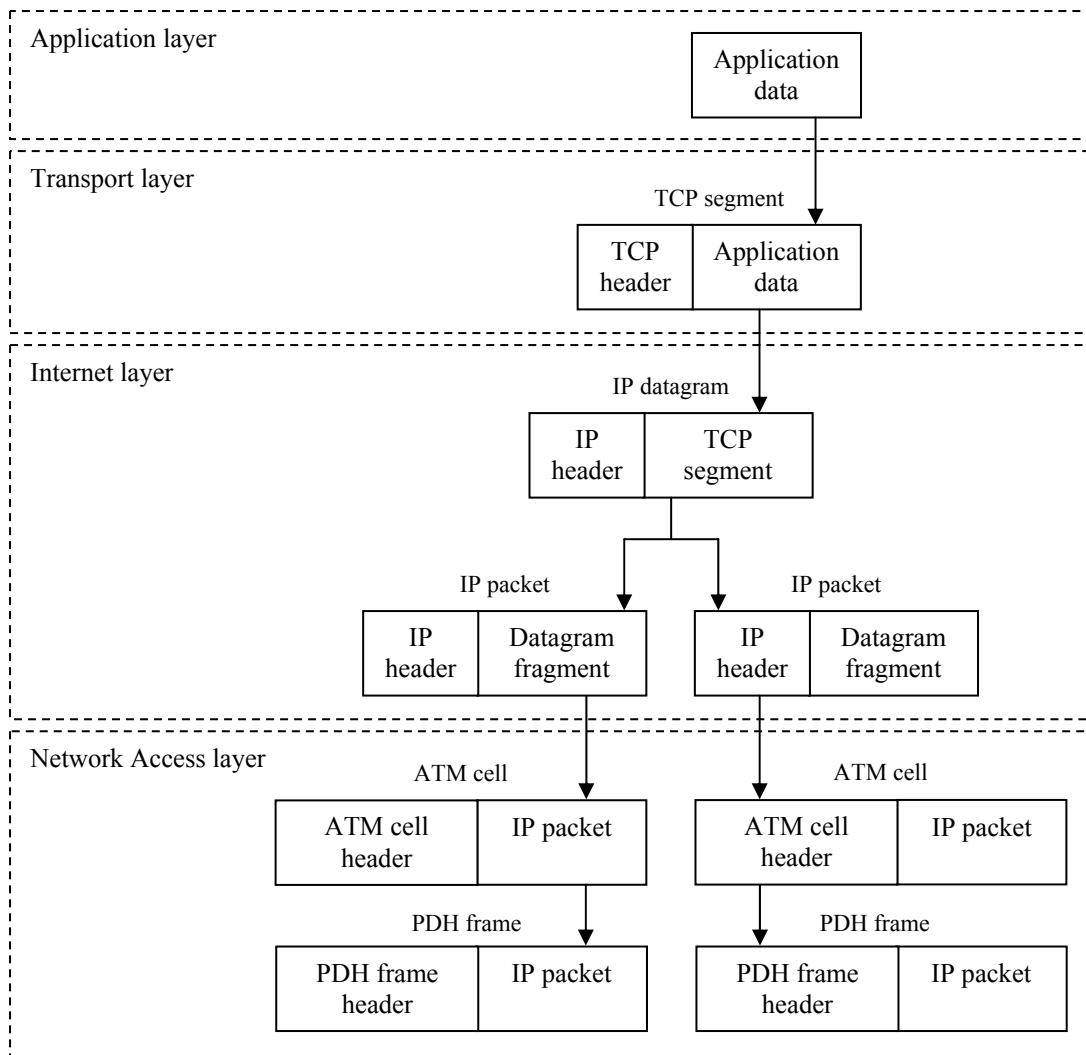 Application layer
Application
data
Transport layer
TCP segment
TCP
header
Application
data
Internet layer
IP datagram
IP
header
TCP
segment
IP packet
IP packet
IP
header
Datagram
fragment
IP
header
Datagram
fragment
Network Access layer
ATM cell
ATM cell
ATM cell
header
IP packet
ATM cell
header
IP packet
PDH frame
PDH frame
PDH frame
header
IP packet
PDH frame
header
IP packet